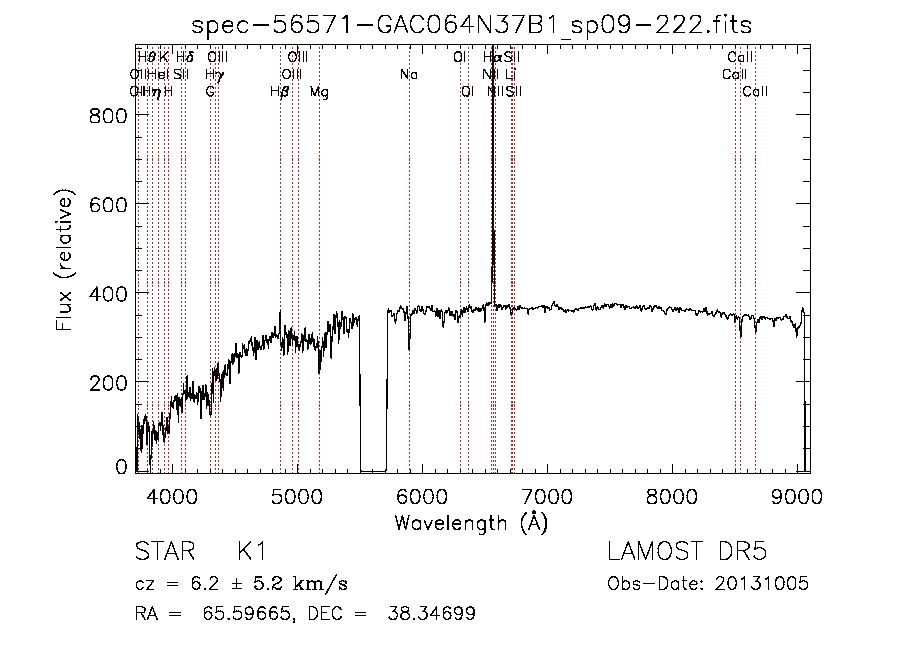 spec-56571-GAC064N37B1_sp09-222.fits
Hθ K Hδ OIII OIII OI Hα SII CaII
OII HeI SII Hγ OIII Na NII Li CaII
OII Hη H G Hβ Mg OI NII SII CaII
800
600
400
200
0
Flux (relative)
4000 5000 6000 7000 8000 9000
Wavelength (Å)
STAR K1 LAMOST DR5
cz = 6.2 ± 5.2 km/s Obs-Date: 20131005
RA = 65.59665, DEC = 38.34699